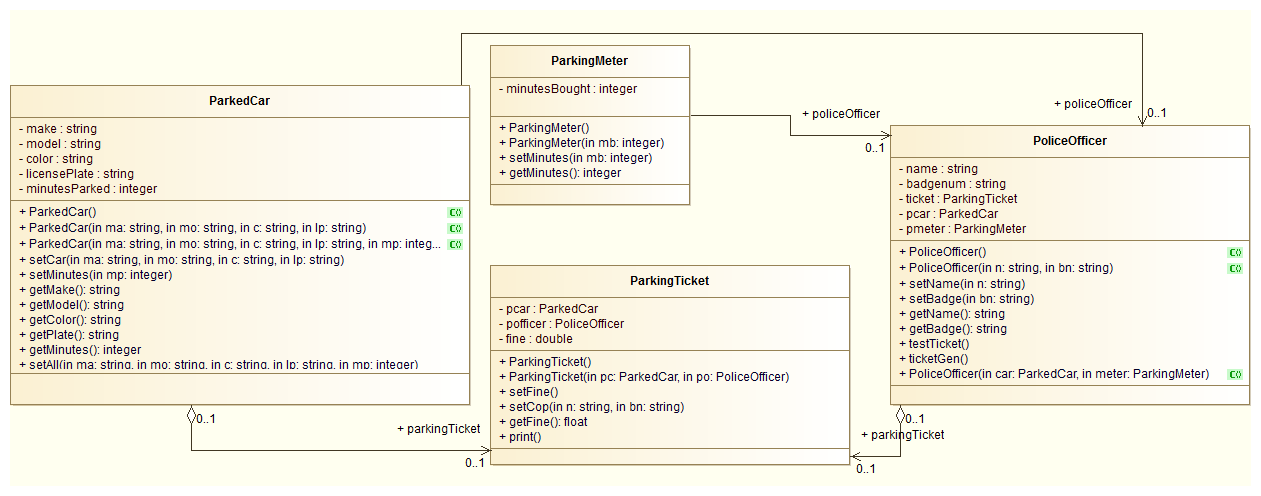 ParkedCar
- make : string
- model : string
- color : string
- licensePlate : string
- minutesParked : integer
+ ParkedCar()
+ ParkedCar(in ma: string, in mo: string, in c: string, in lp: string)
+ ParkedCar(in ma: string, in mo: string, in c: string, in lp: string, in mp: integ...
+ setCar(in ma: string, in mo: string, in c: string, in lp: string)
+ setMinutes(in mp: integer)
+ getMake(): string
+ getModel(): string
+ getColor(): string
+ getPlate(): string
+ getMinutes(): integer
+ setAll(in ma: string, in mo: string, in c: string, in lp: string, in mp: integer)
0..1
+ parkingTicket
0..1
ParkingMeter
- minutesBought : integer
+ ParkingMeter()
+ ParkingMeter(in mb: integer)
+ setMinutes(in mb: integer)
+ getMinutes(): integer
+ policeOfficer
0..1
+ policeOfficer
0..1
ParkingTicket
- pcar : ParkedCar
- pofficer : PoliceOfficer
- fine : double
+ ParkingTicket()
+ ParkingTicket(in pc: ParkedCar, in po: PoliceOfficer)
+ setFine()
+ setCop(in n: string, in bn: string)
+ getFine(): float
+ print()
PoliceOfficer
- name : string
- badgenum : string
- ticket : ParkingTicket
- pcar : ParkedCar
- pmeter : ParkingMeter
+ PoliceOfficer()
+ PoliceOfficer(in n: string, in bn: string)
+ setName(in n: string)
+ setBadge(in bn: string)
+ getName(): string
+ getBadge(): string
+ testTicket()
+ ticketGen()
+ PoliceOfficer(in car: ParkedCar, in meter: ParkingMeter)
0..1
+ parkingTicket
0..1